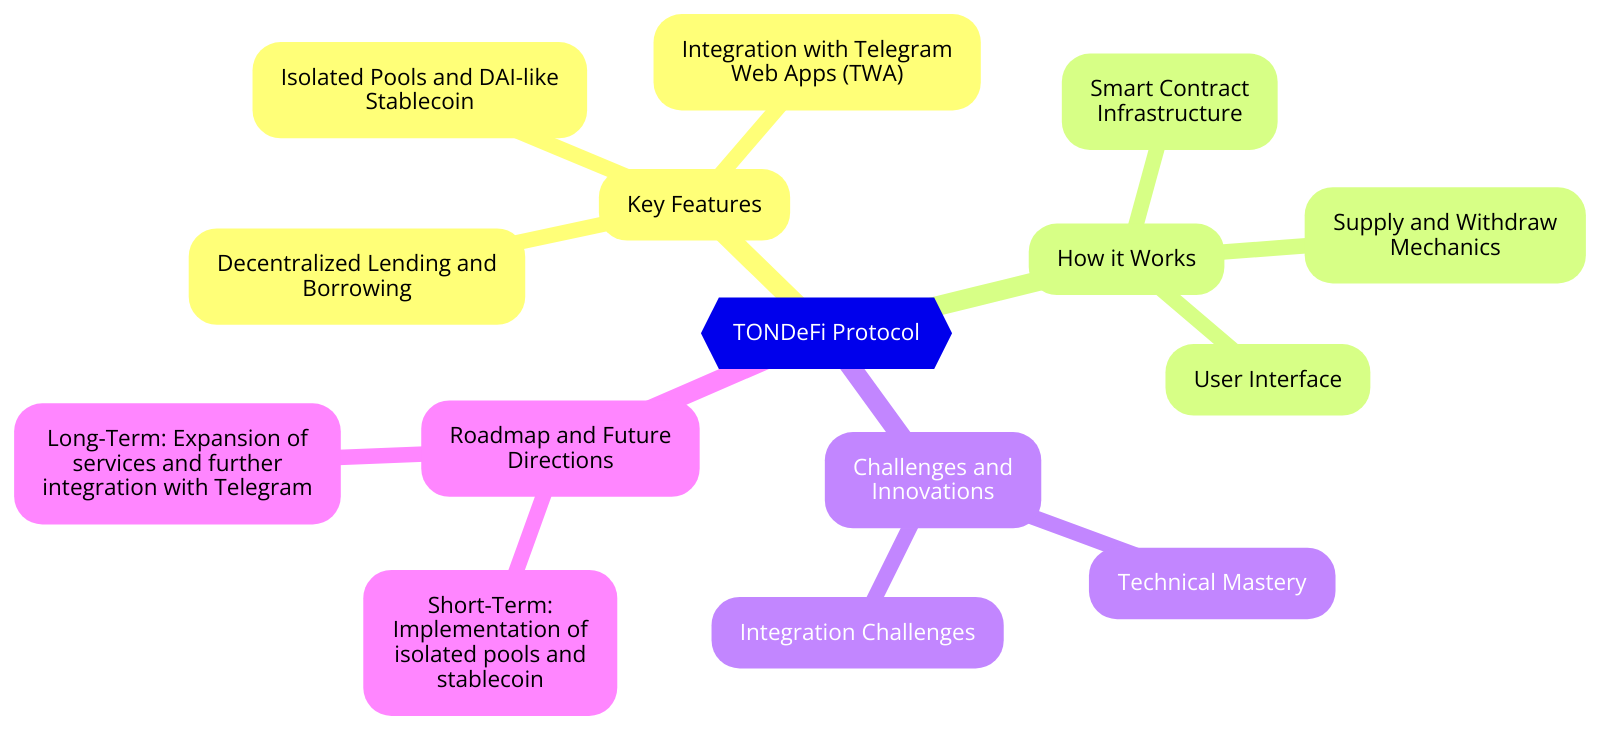 Integration with Telegram
Web Apps (TWA)
Isolated Pools and DAI-like
Stablecoin
Smart Contract
Infrastructure
Key Features
Supply and Withdraw
Mechanics
How it Works
Decentralized Lending and
Borrowing
TONDeFi Protocol
User Interface
Roadmap and Future
Directions
Long-Term: Expansion of
services and further
integration with Telegram
Challenges and
Innovations
Technical Mastery
Short-Term:
Implementation of
isolated pools and
stablecoin
Integration Challenges